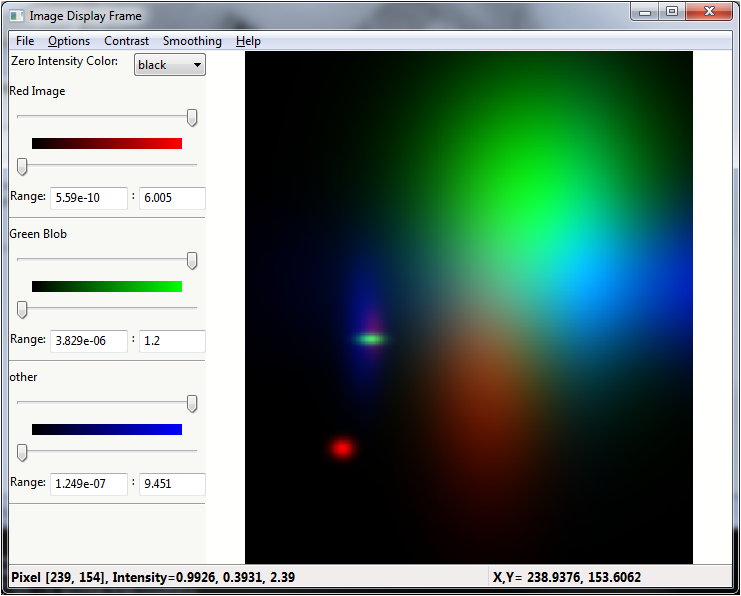 Image Display Frame
File Options Contrast Smoothing Help
Zero Intensity Color: black
Red Image
Range: 5.59e-10 : 6.005
Green Blob
Range: 3.829e-06 : 1.2
other
Range: 1.249e-07 : 9.451
Pixel [239, 154], Intensity=0.9926, 0.3931, 2.39 X,Y= 238.9376, 153.6062